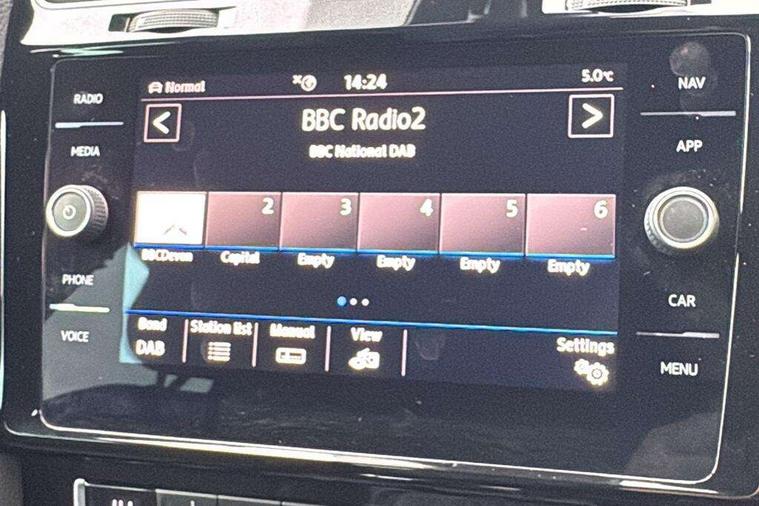 RADIO
MEDIA
PHONE
VOICE
Normal 14:24 5.0°C
< BBC Radio2 >
BBC National DAB
2 3 4 5 6
BBCDevon Capital Empty Empty Empty Empty
Band Station list Manual View Settings
DAB
NAV
APP
CAR
MENU